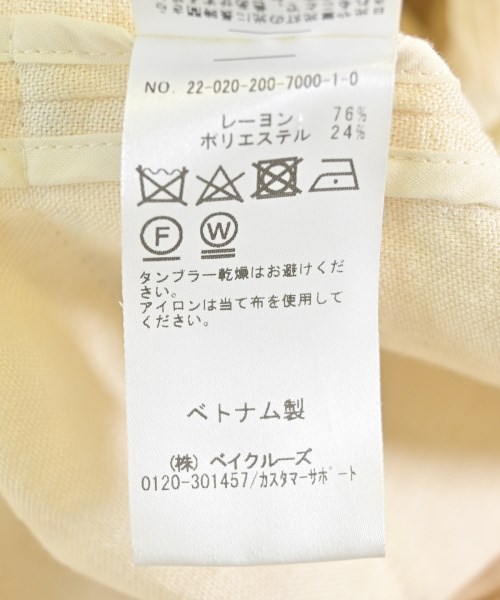 NO. 22-020-200-7000-1-0
レーヨン 76%
ポリエステル 24%
F W
タンブラー乾燥はお避けくだ
さい。
アイロンは当て布を使用して
ください。
ベトナム製
(株) ベイクルーズ
0120-301457/カスタマーサポート